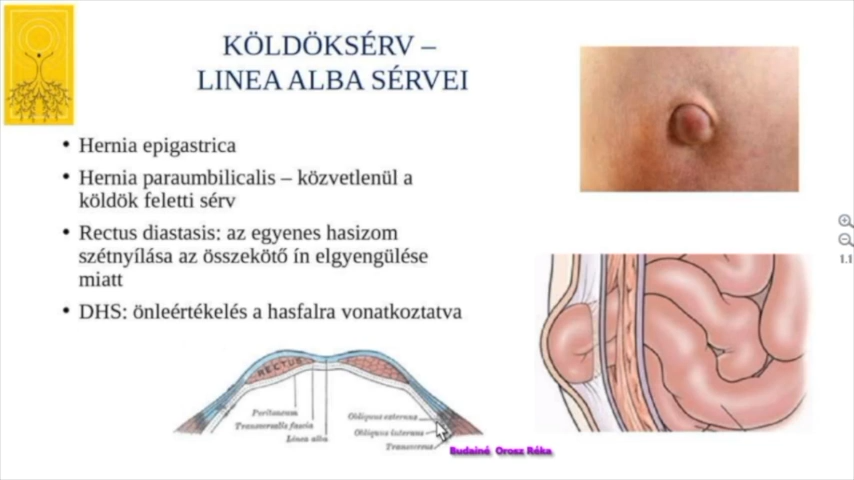 KÖLDÖKSÉRV –
LINEA ALBA SÉRVEI
• Hernia epigastrica
• Hernia paraumbilicalis – közvetlenül a
köldök feletti sérv
• Rectus diastasis: az egyenes hasizom
szétnyílása az összekötő ín elgyengülése
miatt
• DHS: önleértékelés a hasfalra vonatkoztatva
RECTUS
Peritoneum
Transversalis fascia
Linea alba
Obliquus externus
Obliquus internus
Transversus
Budainé Orosz Réka
1.1